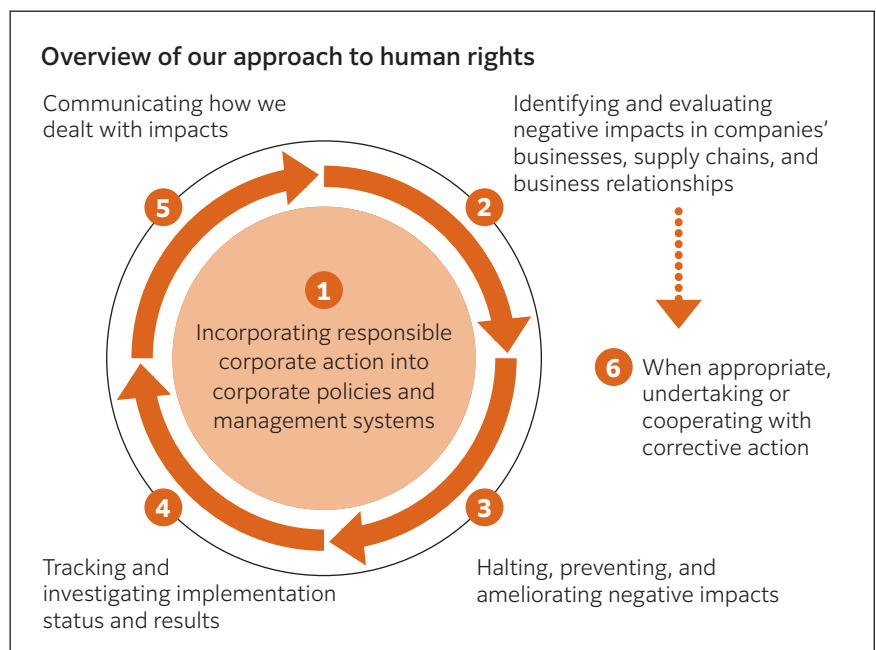 Overview of our approach to human rights
1
Incorporating responsible
corporate action into
corporate policies and
management systems
2
Identifying and evaluating
negative impacts in companies’
businesses, supply chains, and
business relationships
3
Halting, preventing, and
ameliorating negative impacts
4
Tracking and
investigating implementation
status and results
5
Communicating how we
dealt with impacts
6
When appropriate,
undertaking or
cooperating with
corrective action